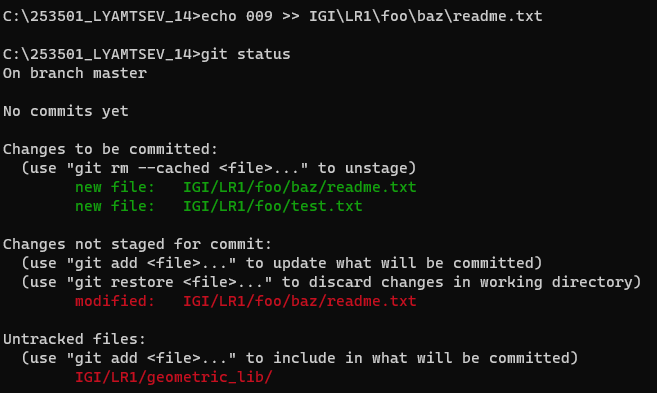 C:\253501_LYAMTSEV_14>echo 009 >> IGI\LR1\foo\baz\readme.txt
C:\253501_LYAMTSEV_14>git status
On branch master
No commits yet
Changes to be committed:
  (use "git rm --cached <file>..." to unstage)
        new file:   IGI/LR1/foo/baz/readme.txt
        new file:   IGI/LR1/foo/test.txt
Changes not staged for commit:
  (use "git add <file>..." to update what will be committed)
  (use "git restore <file>..." to discard changes in working directory)
        modified:   IGI/LR1/foo/baz/readme.txt
Untracked files:
  (use "git add <file>..." to include in what will be committed)
        IGI/LR1/geometric_lib/